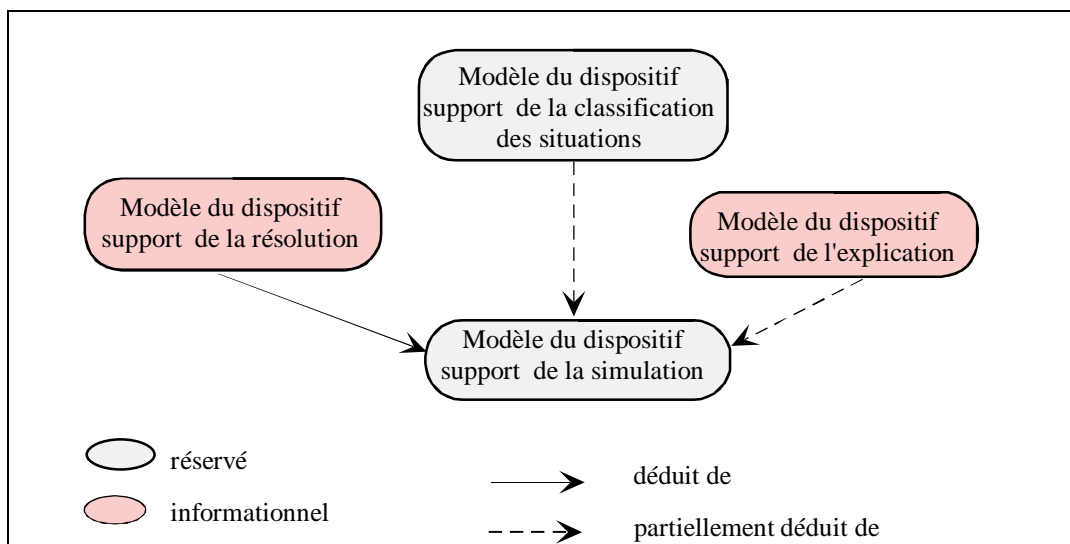 Modèle du dispositif
support de la classification
des situations
Modèle du dispositif
support de la résolution
Modèle du dispositif
support de l'explication
Modèle du dispositif
support de la simulation
réservé
informationnel
déduit de
partiellement déduit de